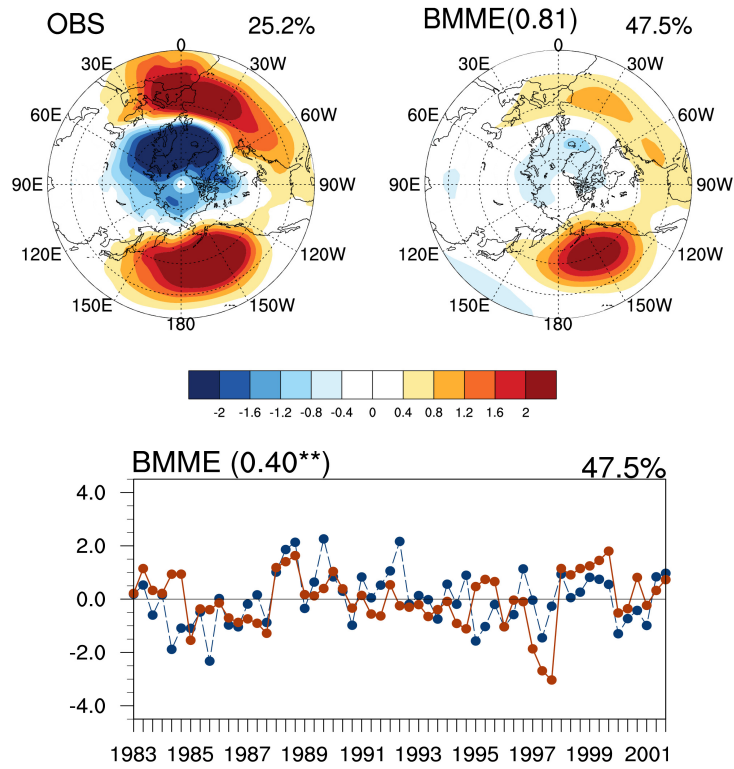 OBS 25.2% BMME(0.81) 47.5%
0 0
30E 30W 30E 30W
60E 60W 60E 60W
90E 90W 90E 90W
120E 120W 120E 120W
150E 150W 150E 150W
180 180
-2 -1.6 -1.2 -0.8 -0.4 0 0.4 0.8 1.2 1.6 2
BMME (0.40**) 47.5%
4.0
2.0
0.0
-2.0
-4.0
1983 1985 1987 1989 1991 1993 1995 1997 1999 2001